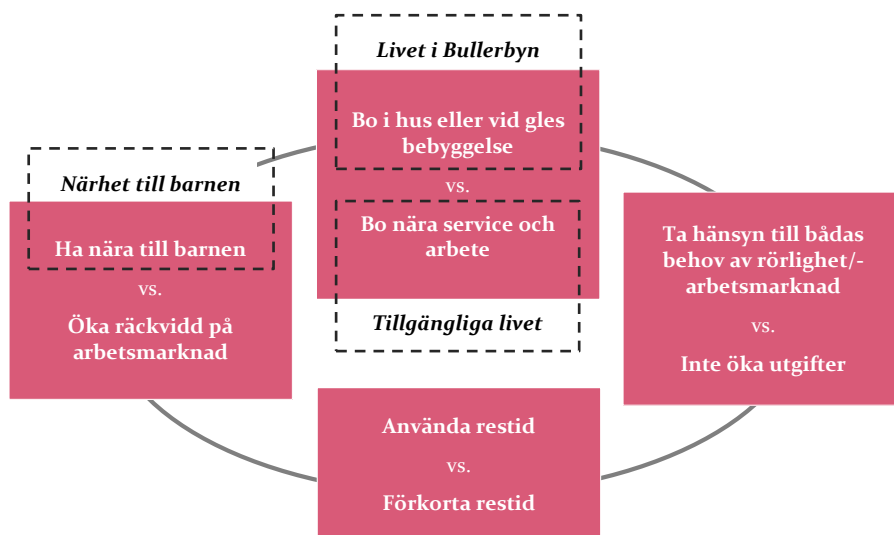 Livet i Bullerbyn
Bo i hus eller vid gles
bebyggelse
vs.
Bo nära service och
arbete
Tillgängliga livet
Närhet till barnen
Ha nära till barnen
vs.
Öka räckvidd på
arbetsmarknad
Ta hänsyn till bådas
behov av rörlighet/-
arbetsmarknad
vs.
Inte öka utgifter
Använda restid
vs.
Förkorta restid